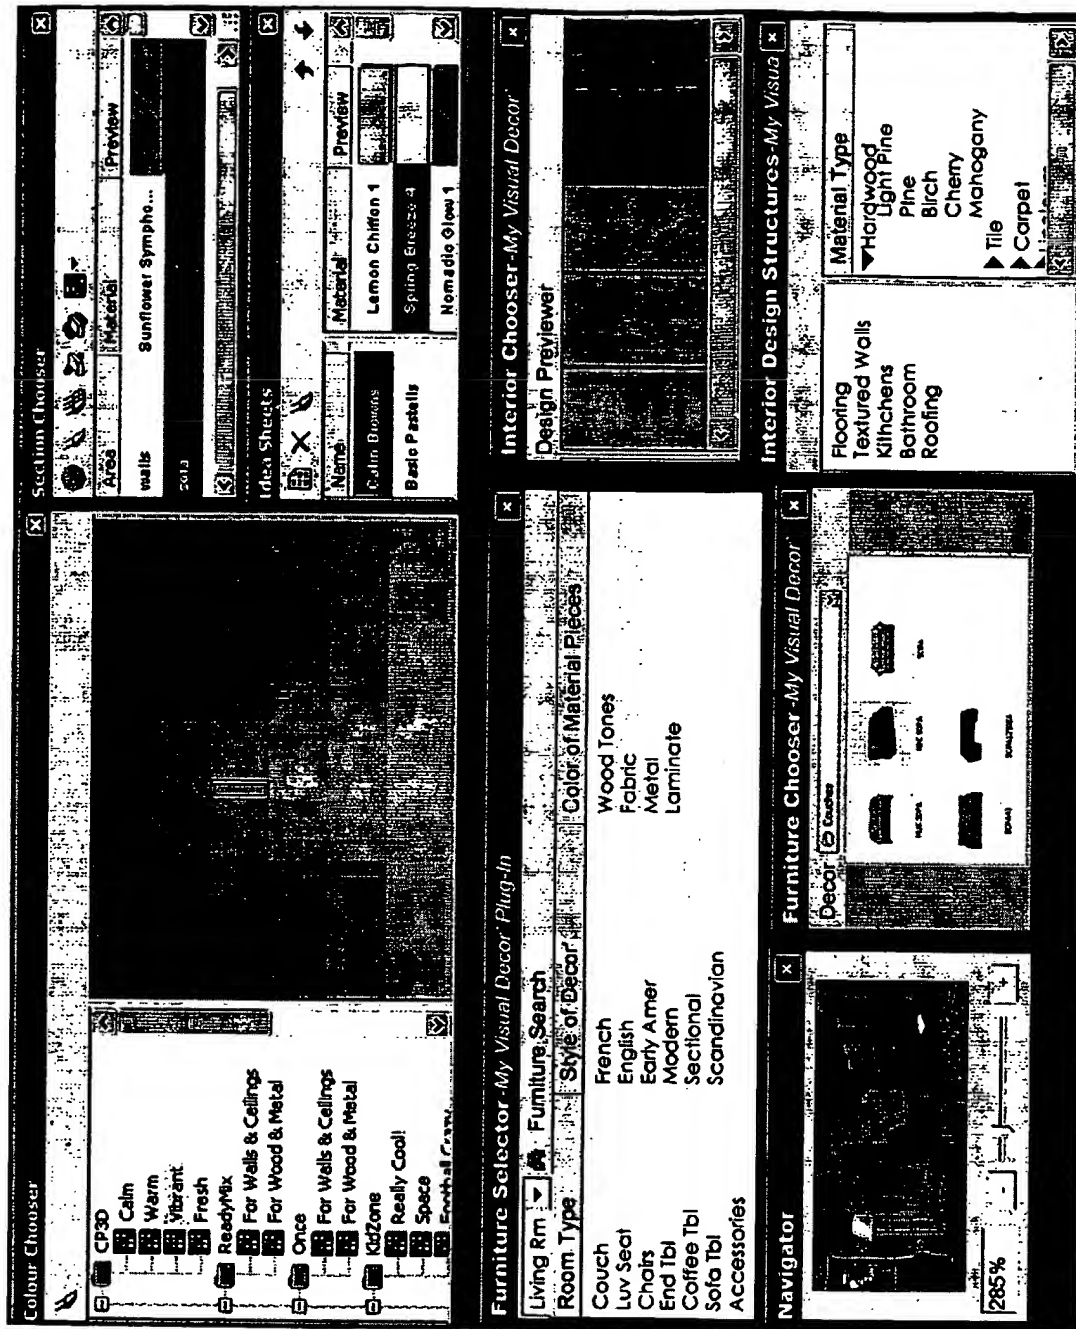 Colour Chooser
CP3D
Calm
Warm
Vibrant
Fresh
ReadyMix
For Walls & Ceilings
For Wood & Metal
Once
For Walls & Ceilings
For Wood & Metal
KidZone
Really Cool!
Space
Section Chooser
Area
Material
Preview
walls
Sunflower Sympho...
Idea Sheets
Name
Material
Preview
Calm Browns
Basic Pastells
Lemon Chiffon 1
Spring Breeze 4
Nomadic Glow 1
Furniture Selector-My Visual Decor Plug-In
Living Rm
Furniture Search
Room Type
Style of Decor
Color of Material Pieces
Couch
Luv Seat
Chairs
End Tbl
Coffee Tbl
Sofa Tbl
Accessories
French
English
Early Amer
Modern
Sectional
Scandinavian
Wood Tones
Fabric
Metal
Laminate
Interior Chooser-My Visual Decor
Design Previewer
Navigator
285%
Furniture Chooser-My Visual Decor
Decor
Couches
Interior Design Structures-My Visua
Flooring
Textured Walls
Kitchens
Bathroom
Roofing
Material Type
Hardwood
Light Pine
Pine
Birch
Cherry
Mahogany
Tile
Carpet